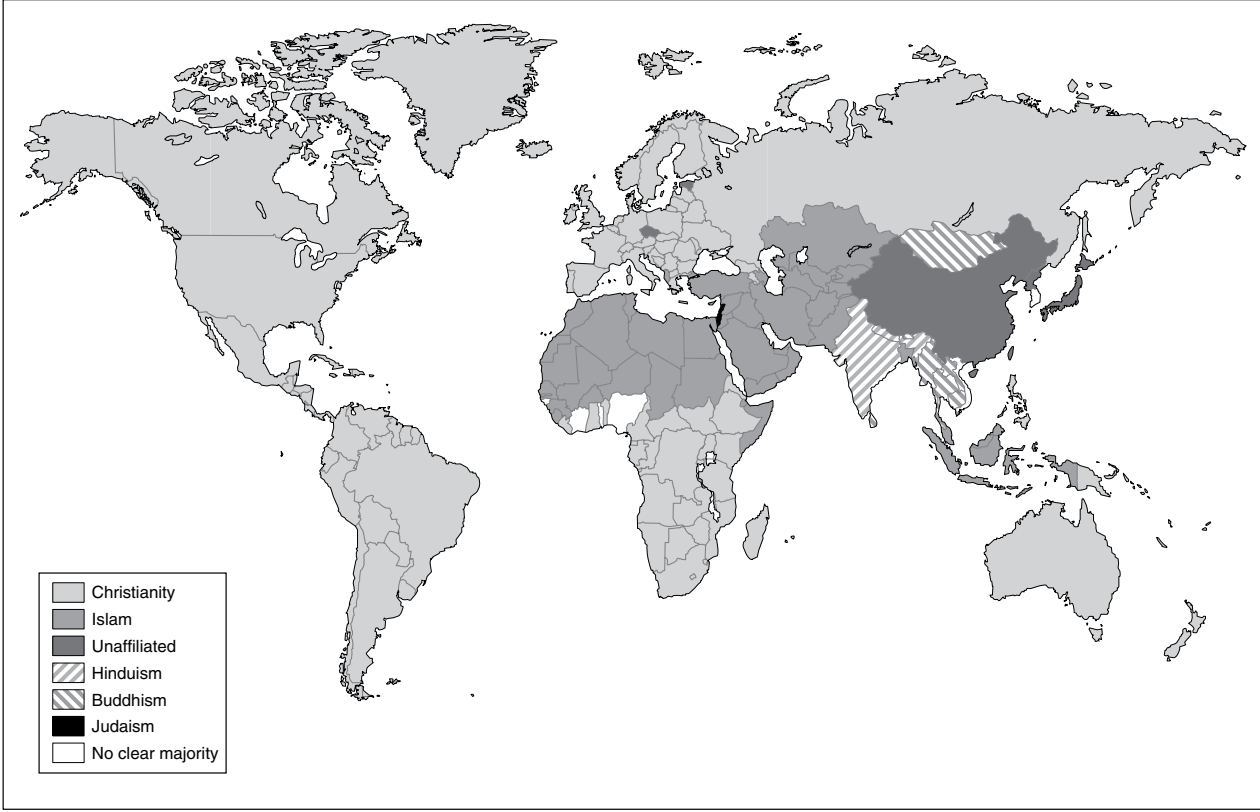 Christianity
Islam
Unaffiliated
Hinduism
Buddhism
Judaism
No clear majority